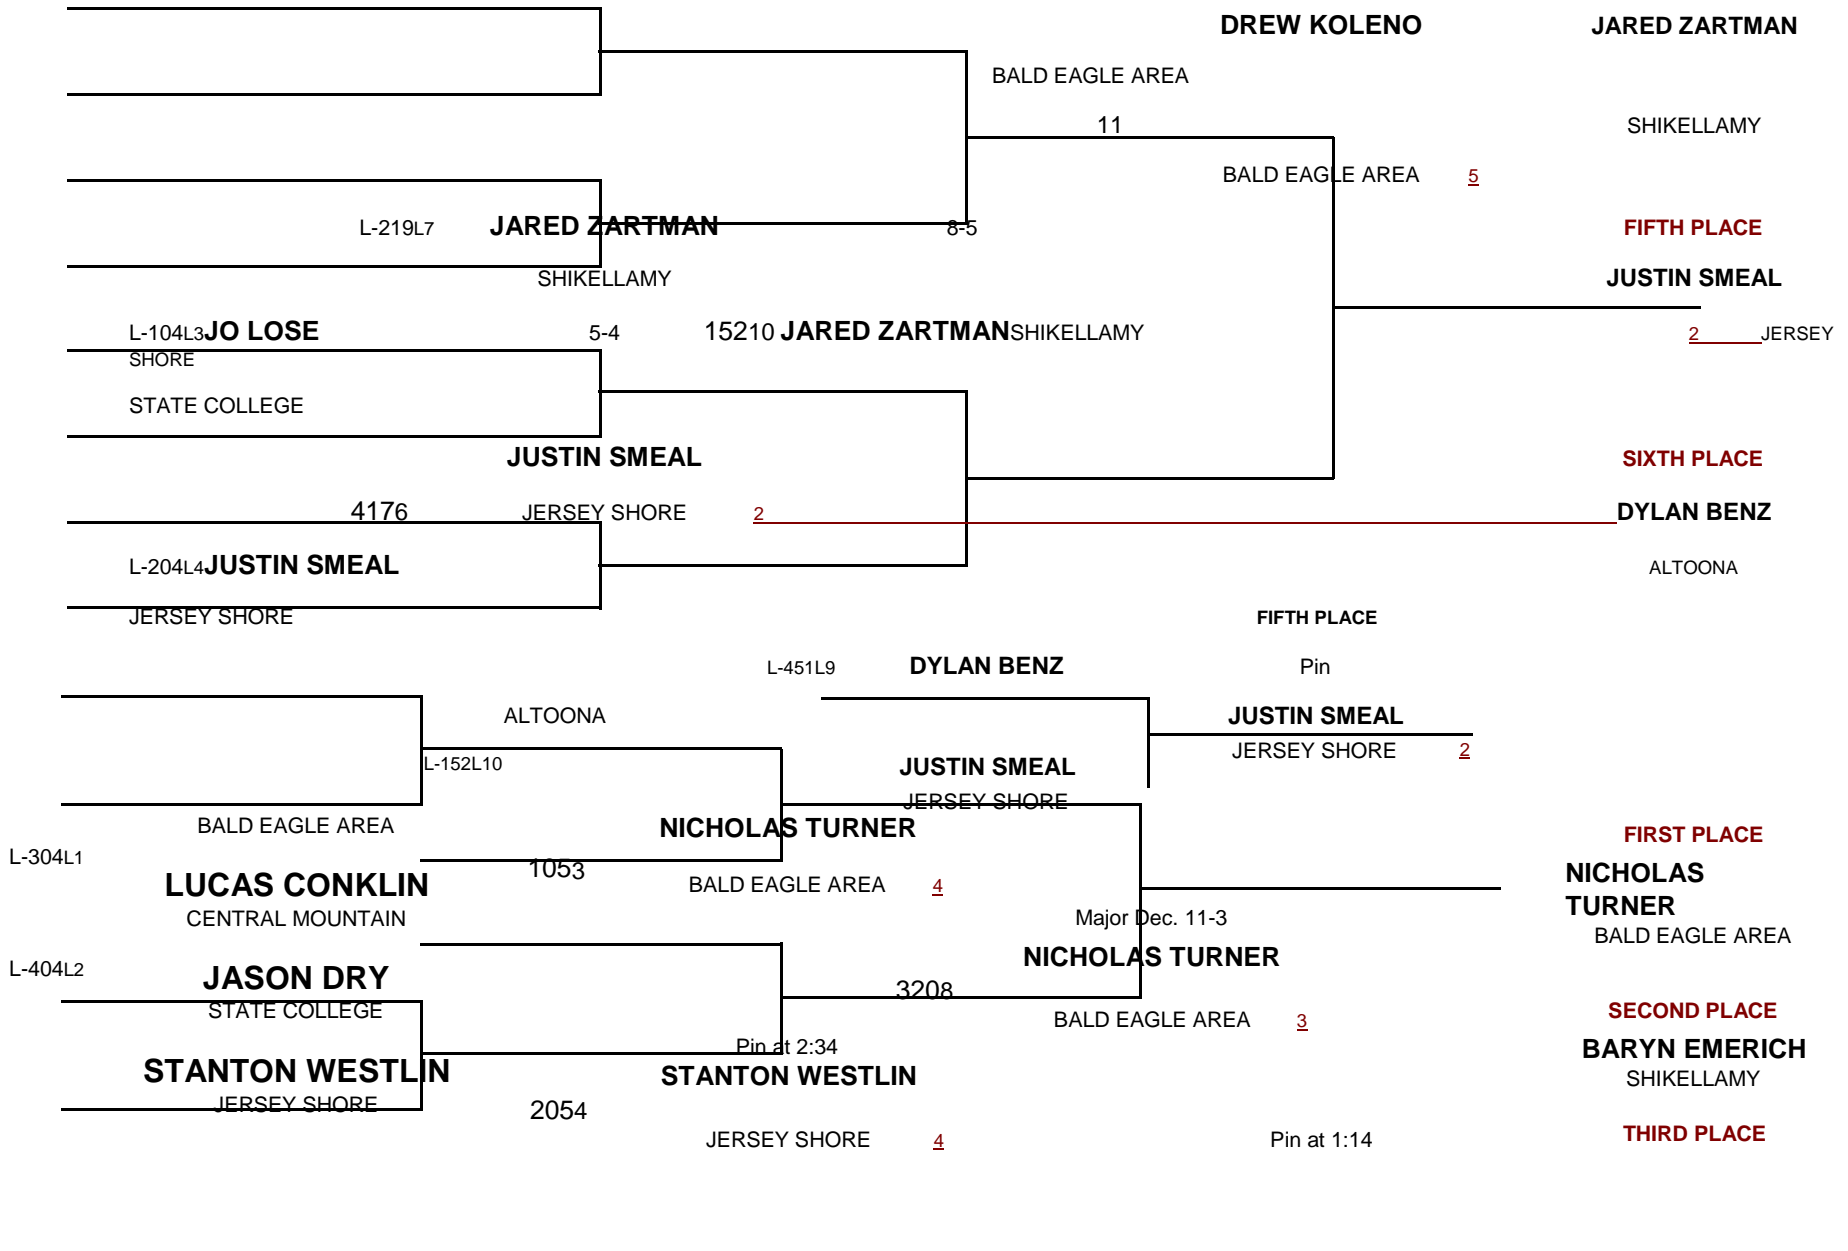 DREW KOLENO JARED ZARTMAN
BALD EAGLE AREA
11 SHIKELLAMY
BALD EAGLE AREA 5
L-219L7 JARED ZARTMAN 8-5 FIFTH PLACE
SHIKELLAMY JUSTIN SMEAL
L-104L3JO LOSE 5-4 15210 JARED ZARTMANSHIKELLAMY 2 JERSEY
SHORE
STATE COLLEGE
JUSTIN SMEAL SIXTH PLACE
4176 JERSEY SHORE 2 DYLAN BENZ
L-204L4JUSTIN SMEAL ALTOONA
JERSEY SHORE FIFTH PLACE
L-451L9 DYLAN BENZ Pin
ALTOONA JUSTIN SMEAL
JERSEY SHORE 2
L-152L10 JUSTIN SMEAL
JERSEY SHORE
BALD EAGLE AREA NICHOLAS TURNER FIRST PLACE
L-304L1 1053 NICHOLAS
LUCAS CONKLIN BALD EAGLE AREA 4 TURNER
CENTRAL MOUNTAIN Major Dec. 11-3 BALD EAGLE AREA
NICHOLAS TURNER
L-404L2 JASON DRY 3208
STATE COLLEGE BALD EAGLE AREA 3 SECOND PLACE
Pin at 2:34 BARYN EMERICH
STANTON WESTLIN STANTON WESTLIN SHIKELLAMY
JERSEY SHORE 2054
JERSEY SHORE 4 Pin at 1:14 THIRD PLACE